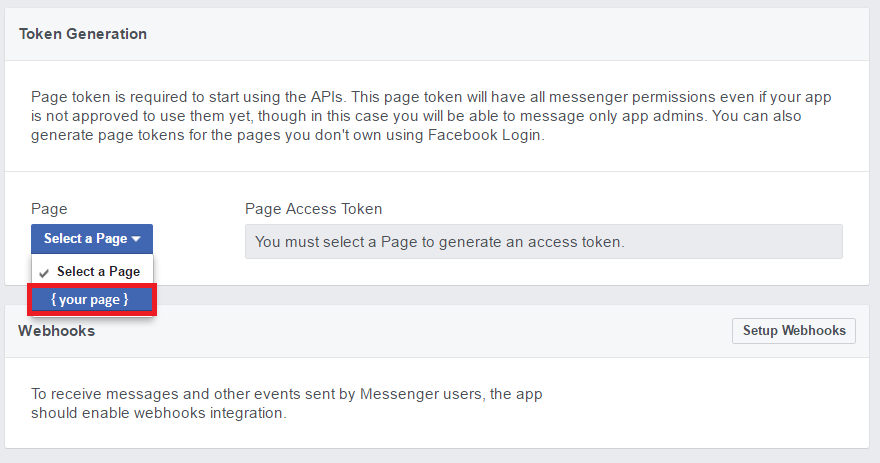 Token Generation
Page token is required to start using the APIs. This page token will have all messenger permissions even if your app
is not approved to use them yet, though in this case you will be able to message only app admins. You can also
generate page tokens for the pages you don't own using Facebook Login.
Page
Page Access Token
Select a Page
You must select a Page to generate an access token.
Select a Page
{ your page }
Webhooks
Setup Webhooks
To receive messages and other events sent by Messenger users, the app
should enable webhooks integration.